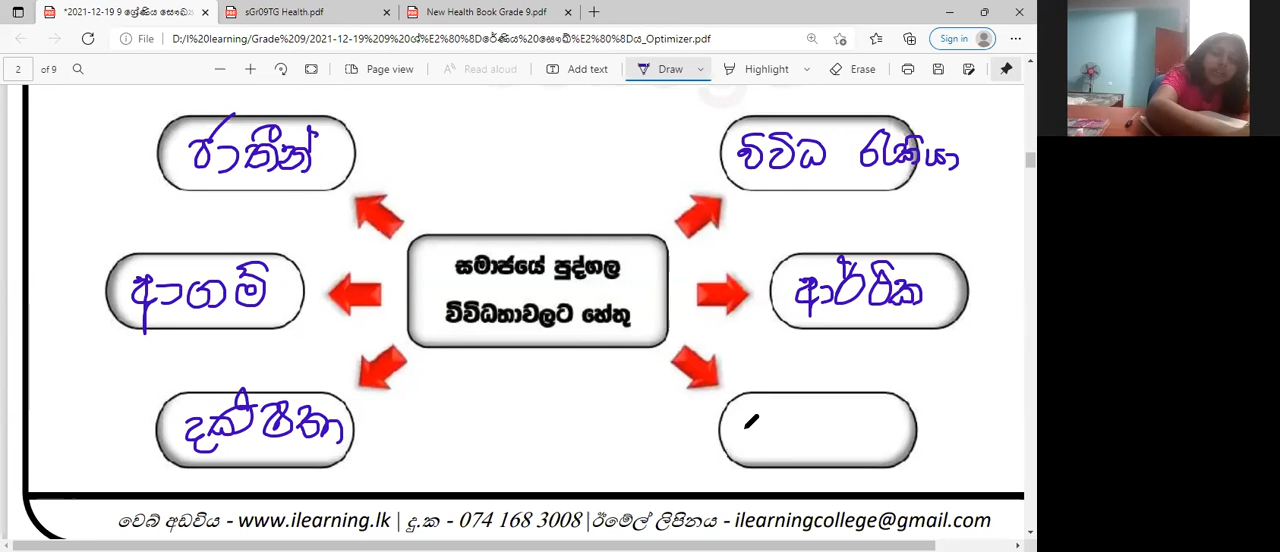 *2021-12-19 9 ශ්‍රේණිය සෞඛ්‍ය
sGr09TG Health.pdf
New Health Book Grade 9.pdf
File
D:/I%20learning/Grade%209/2021-12-19%209%20ශ්%E2%80%8Dරේණිය%20සෞඛ්%E2%80%8Dය_Optimizer.pdf
Sign in
2 of 9
Page view
Read aloud
Add text
Draw
Highlight
Erase
ජාතීන්
විවිධ රැකියා
සමාජයේ පුද්ගල
විවිධතාවලට හේතු
ආගම්
ආර්ථික
දක්ෂතා
වෙබ් අඩවිය - www.ilearning.lk | දු.ක - 074 168 3008 | ඊමේල් ලිපිනය - ilearningcollege@gmail.com